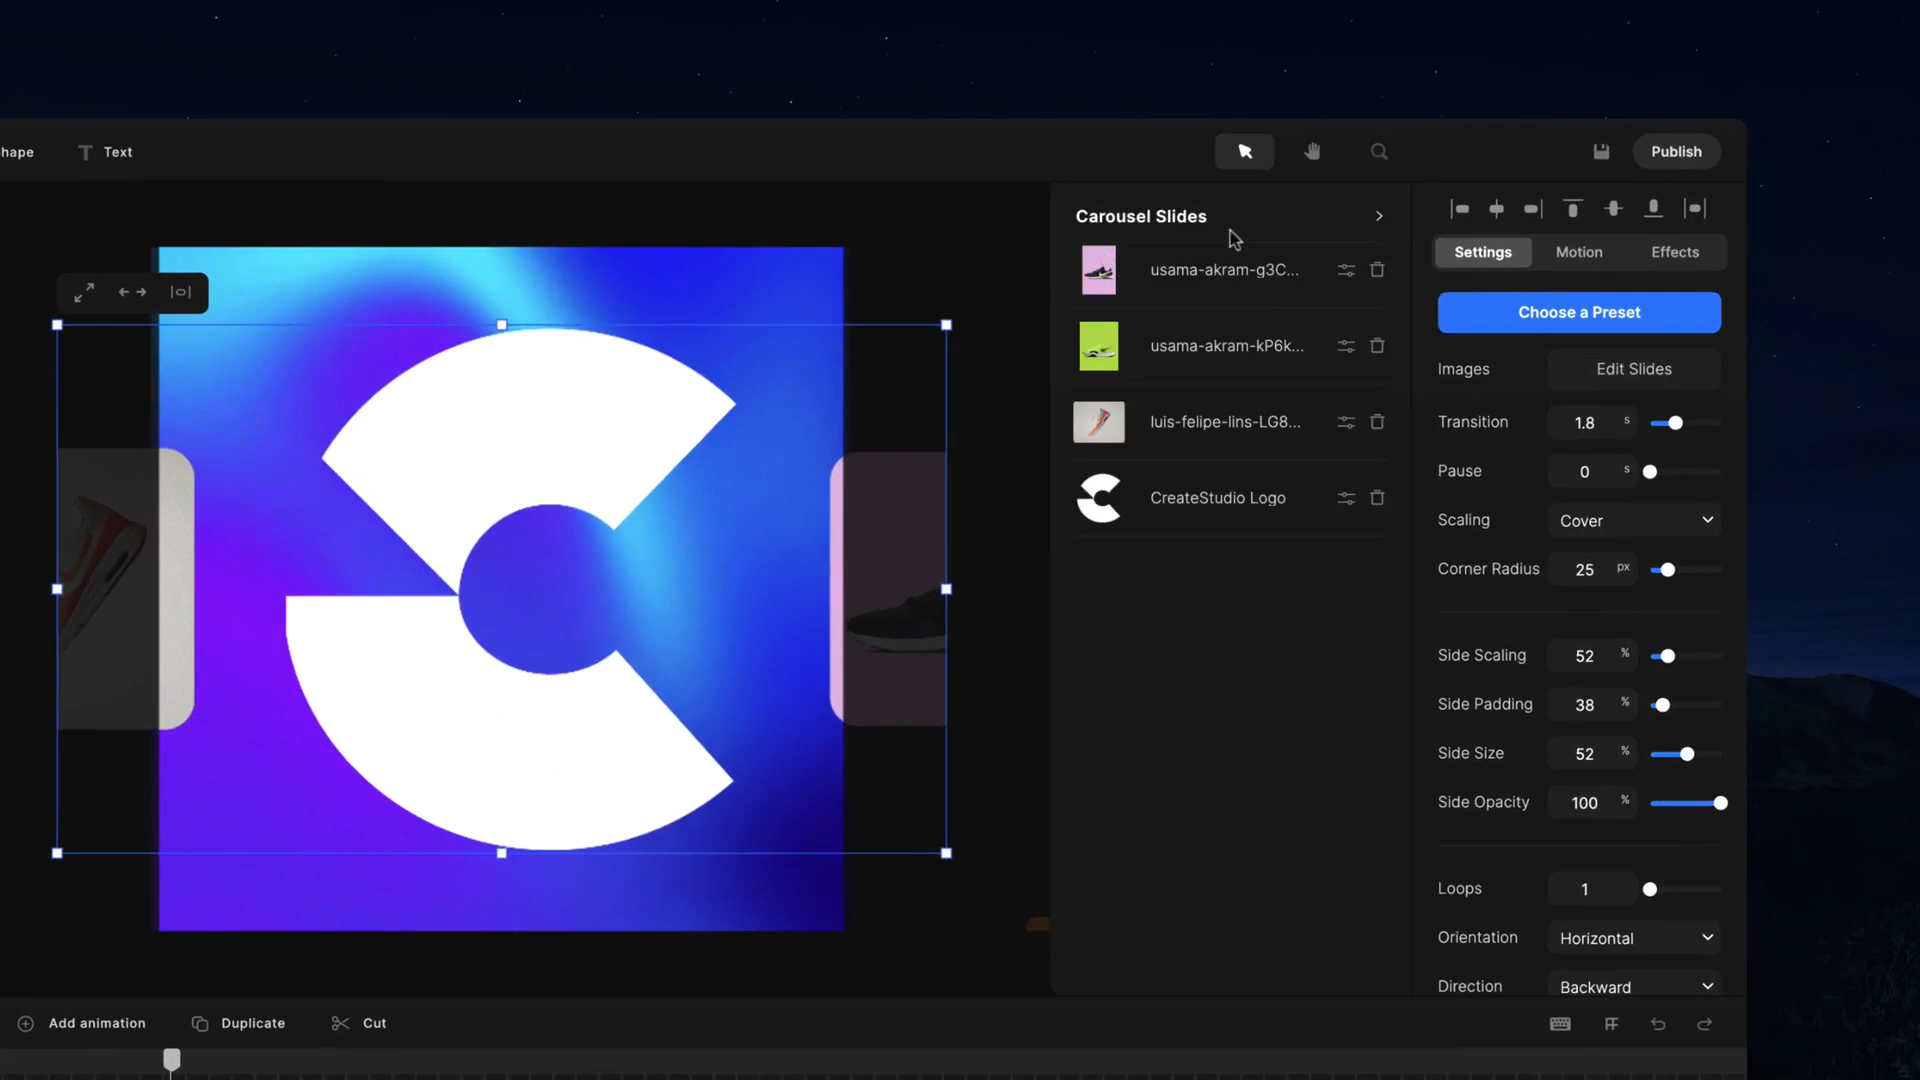 Text
Publish
Carousel Slides
usama-akram-g3C...
usama-akram-kP6k...
luis-felipe-lins-LG8...
CreateStudio Logo
Settings
Motion
Effects
Choose a Preset
Images
Edit Slides
Transition
1.8 s
Pause
0 s
Scaling
Cover
Corner Radius
25 px
Side Scaling
52 %
Side Padding
38 %
Side Size
52 %
Side Opacity
100 %
Loops
1
Orientation
Horizontal
Direction
Backward
Add animation
Duplicate
Cut